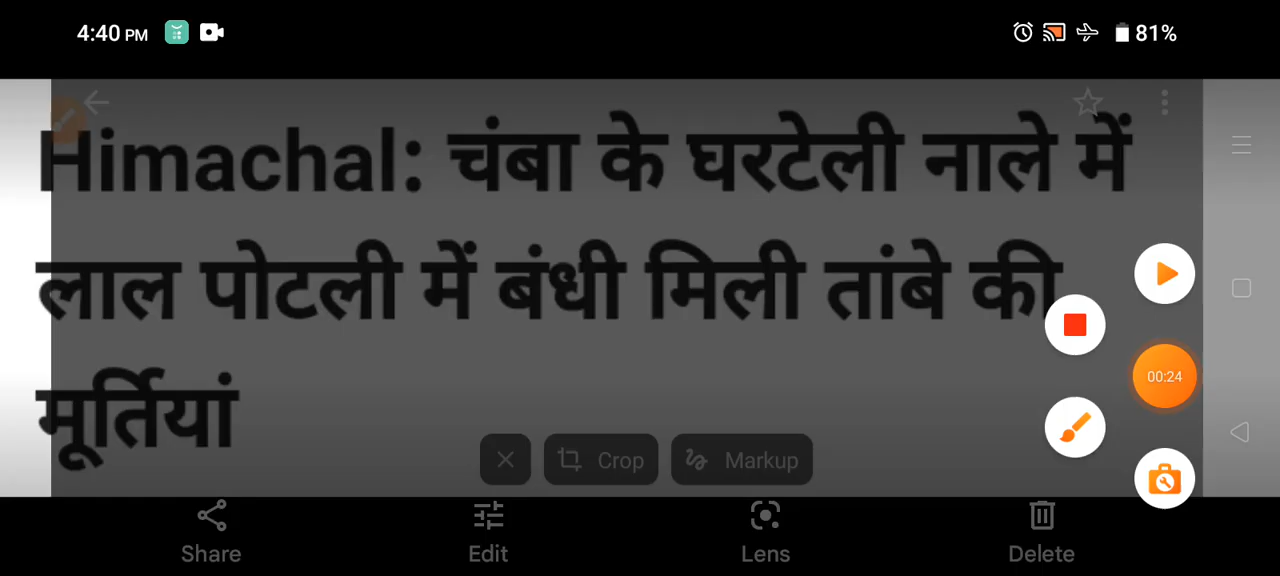 4:40 PM
81%
Himachal: चंबा के घरटेली नाले में
लाल पोटली में बंधी मिली तांबे की
मूर्तियां
00:24
Crop
Markup
Share
Edit
Lens
Delete